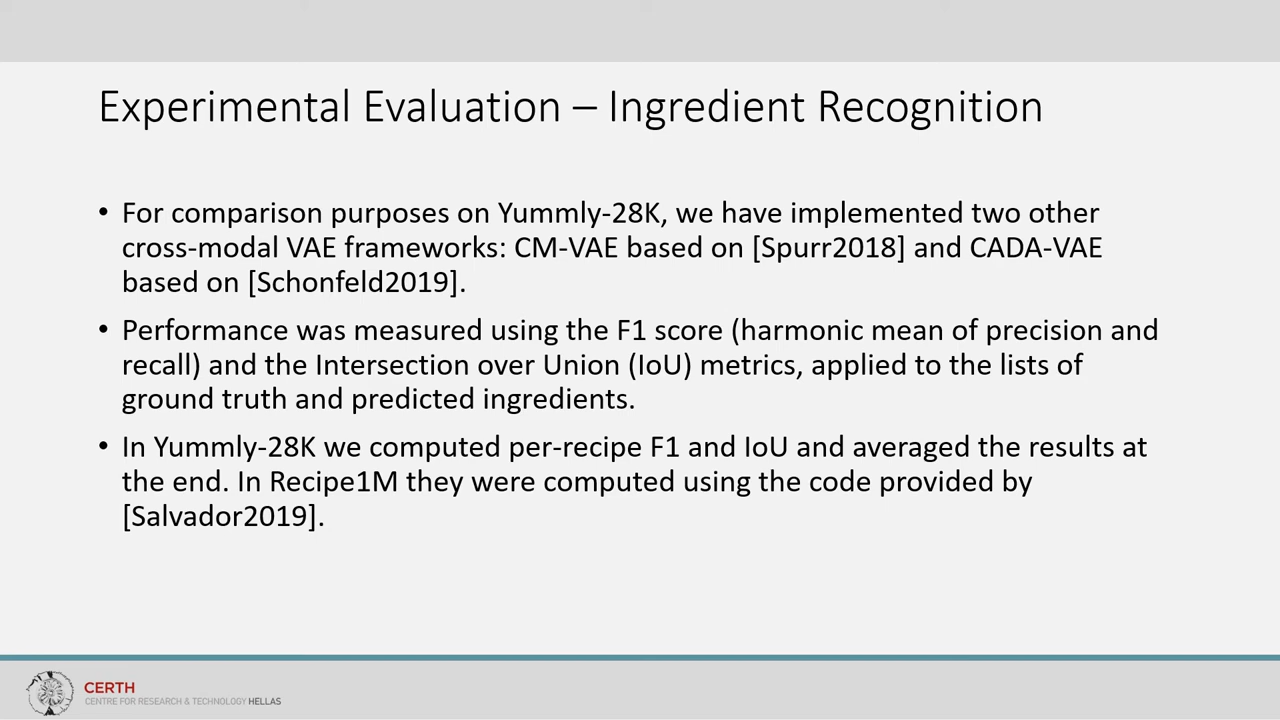 Experimental Evaluation – Ingredient Recognition
• For comparison purposes on Yummly-28K, we have implemented two other
cross-modal VAE frameworks: CM-VAE based on [Spurr2018] and CADA-VAE
based on [Schonfeld2019].
• Performance was measured using the F1 score (harmonic mean of precision and
recall) and the Intersection over Union (IoU) metrics, applied to the lists of
ground truth and predicted ingredients.
• In Yummly-28K we computed per-recipe F1 and IoU and averaged the results at
the end. In Recipe1M they were computed using the code provided by
[Salvador2019].
CERTH
CENTRE FOR RESEARCH & TECHNOLOGY HELLAS